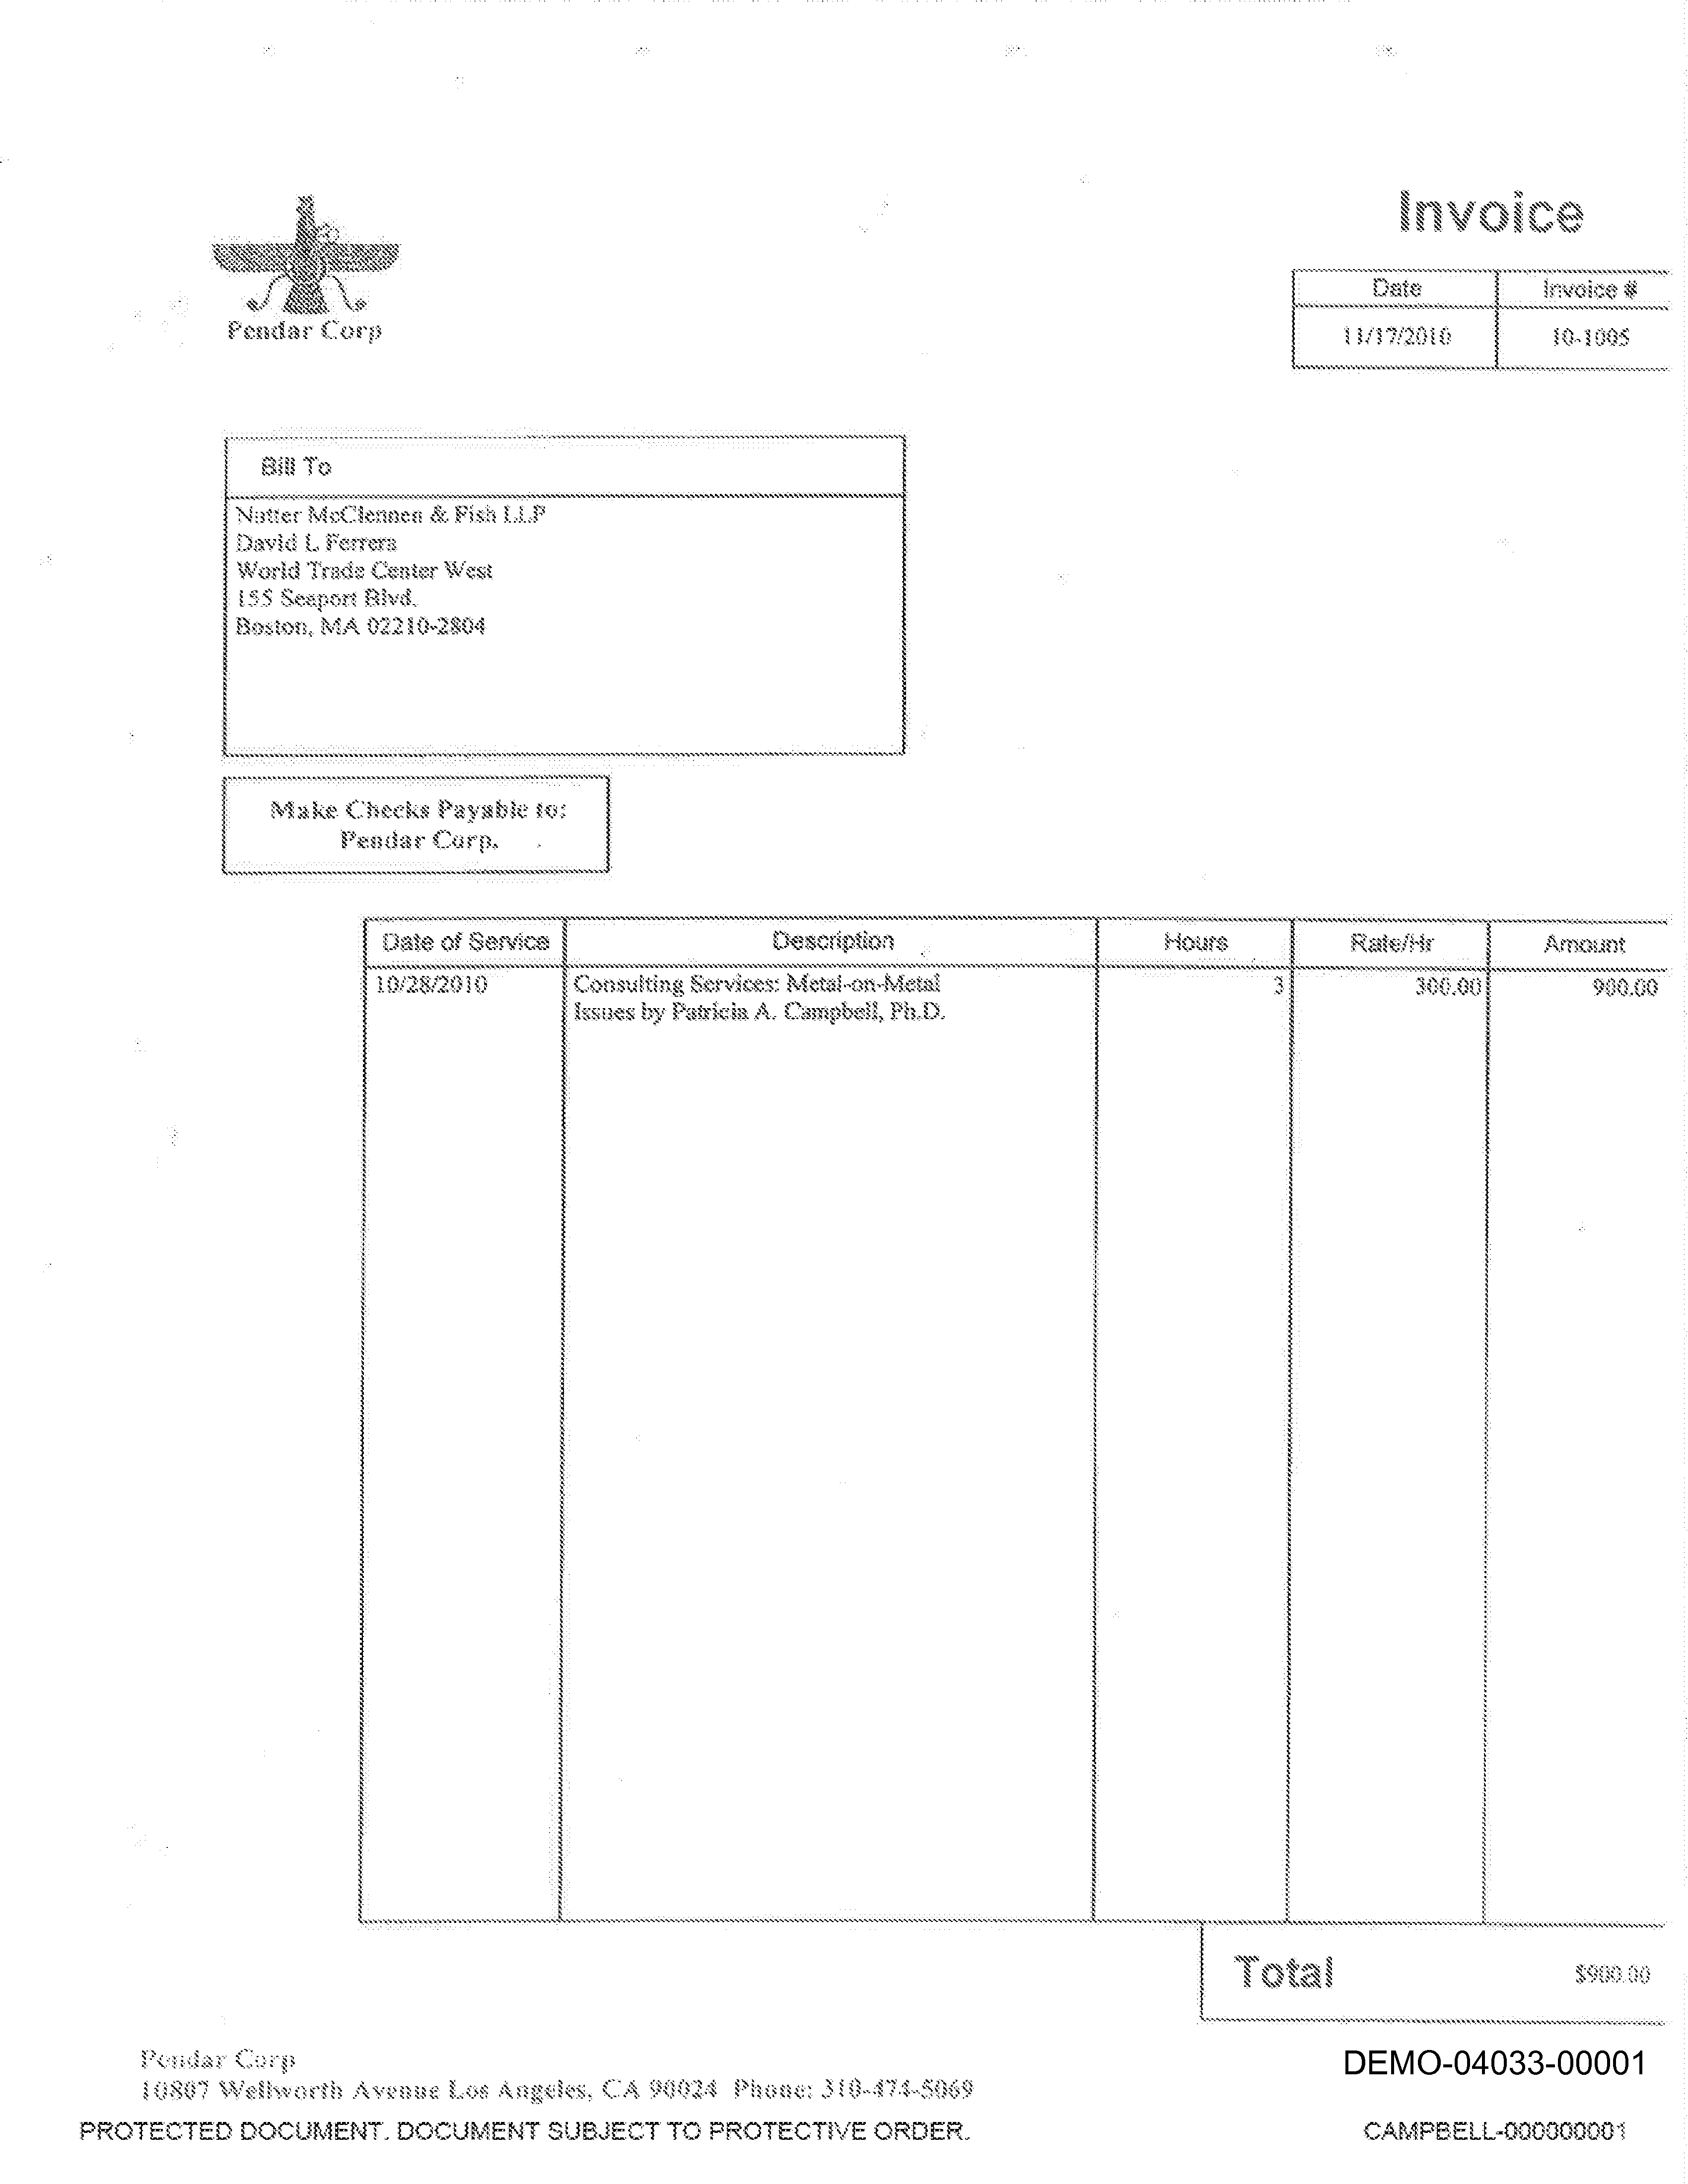 Invoice
Pendar Corp
Date Invoice #
11/17/2010 10-1005
Bill To
Nutter McClennen & Fish LLP
David L Ferrera
World Trade Center West
155 Seaport Blvd.
Boston, MA 02210-2804
Make Checks Payable to:
Pendar Corp.
Date of Service Description Hours Rate/Hr Amount
10/28/2010 Consulting Services: Metal-on-Metal 3 300.00 900.00
Issues by Patricia A. Campbell, Ph.D.
Total $900.00
Pendar Corp
10807 Wellworth Avenue Los Angeles, CA 90024 Phone: 310-474-5069
DEMO-04033-00001
PROTECTED DOCUMENT. DOCUMENT SUBJECT TO PROTECTIVE ORDER.
CAMPBELL-000000001